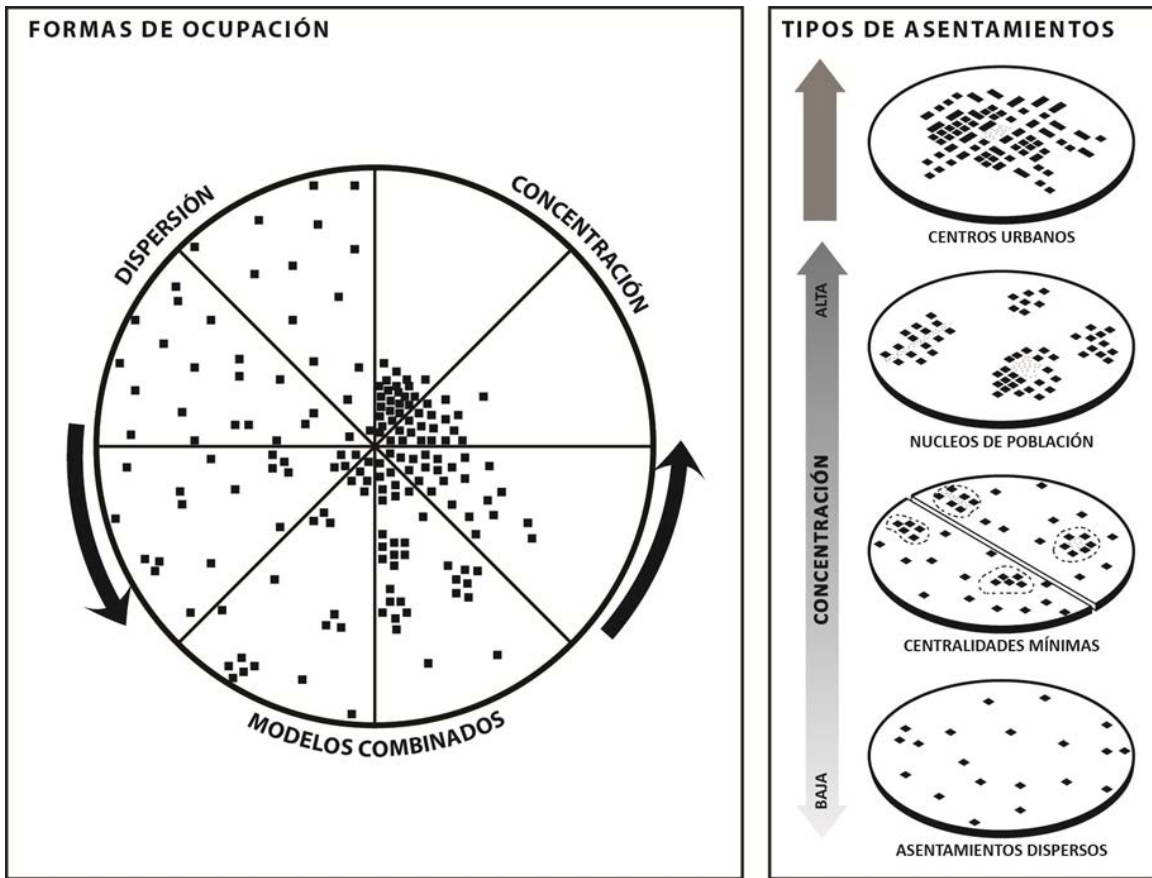 FORMAS DE OCUPACIÓN
DISPERSIÓN
CONCENTRACIÓN
MODELOS COMBINADOS
TIPOS DE ASENTAMIENTOS
CENTROS URBANOS
ALTA
NUCLEOS DE POBLACIÓN
CONCENTRACIÓN
CENTRALIDADES MÍNIMAS
BAJA
ASENTAMIENTOS DISPERSOS